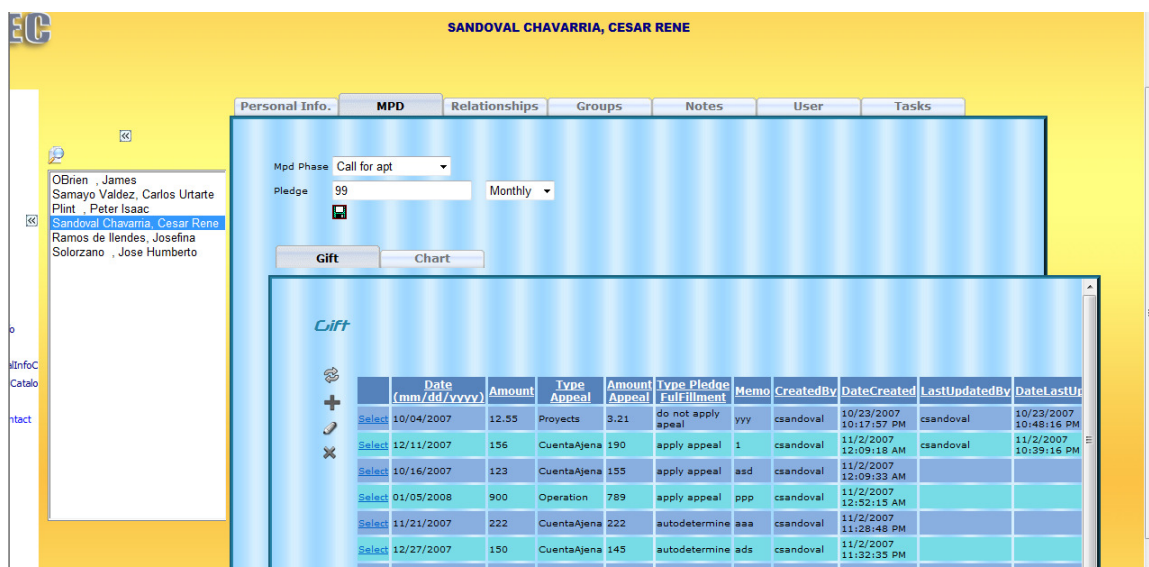 EC
SANDOVAL CHAVARRIA, CESAR RENE
Personal Info. MPD Relationships Groups Notes User Tasks
OBrien , James
Samayo Valdez, Carlos Urtarte
Plint , Peter Isaac
Sandoval Chavarria, Cesar Rene
Ramos de llendes, Josefina
Solorzano , Jose Humberto
o
alInfoC
Catalo
ntact
Mpd Phase Call for apt
Pledge 99 Monthly
Gift Chart
Gift
Date (mm/dd/yyyy) Amount Type Appeal Amount Appeal Type Pledge FulFillment Memo CreatedBy DateCreated LastUpdatedBy DateLastUp
Select 10/04/2007 12.55 Proyects 3.21 do not apply apeal yyy csandoval 10/23/2007 10:17:57 PM csandoval 10/23/2007 10:48:16 PM
Select 12/11/2007 156 CuentaAjena 190 apply appeal 1 csandoval 11/2/2007 12:09:18 AM csandoval 11/2/2007 10:39:16 PM
Select 10/16/2007 123 CuentaAjena 155 apply appeal asd csandoval 11/2/2007 12:09:33 AM
Select 01/05/2008 900 Operation 789 apply appeal ppp csandoval 11/2/2007 12:52:15 AM
Select 11/21/2007 222 CuentaAjena 222 autodetermine aaa csandoval 11/2/2007 11:28:48 PM
Select 12/27/2007 150 CuentaAjena 145 autodetermine ads csandoval 11/2/2007 11:32:35 PM